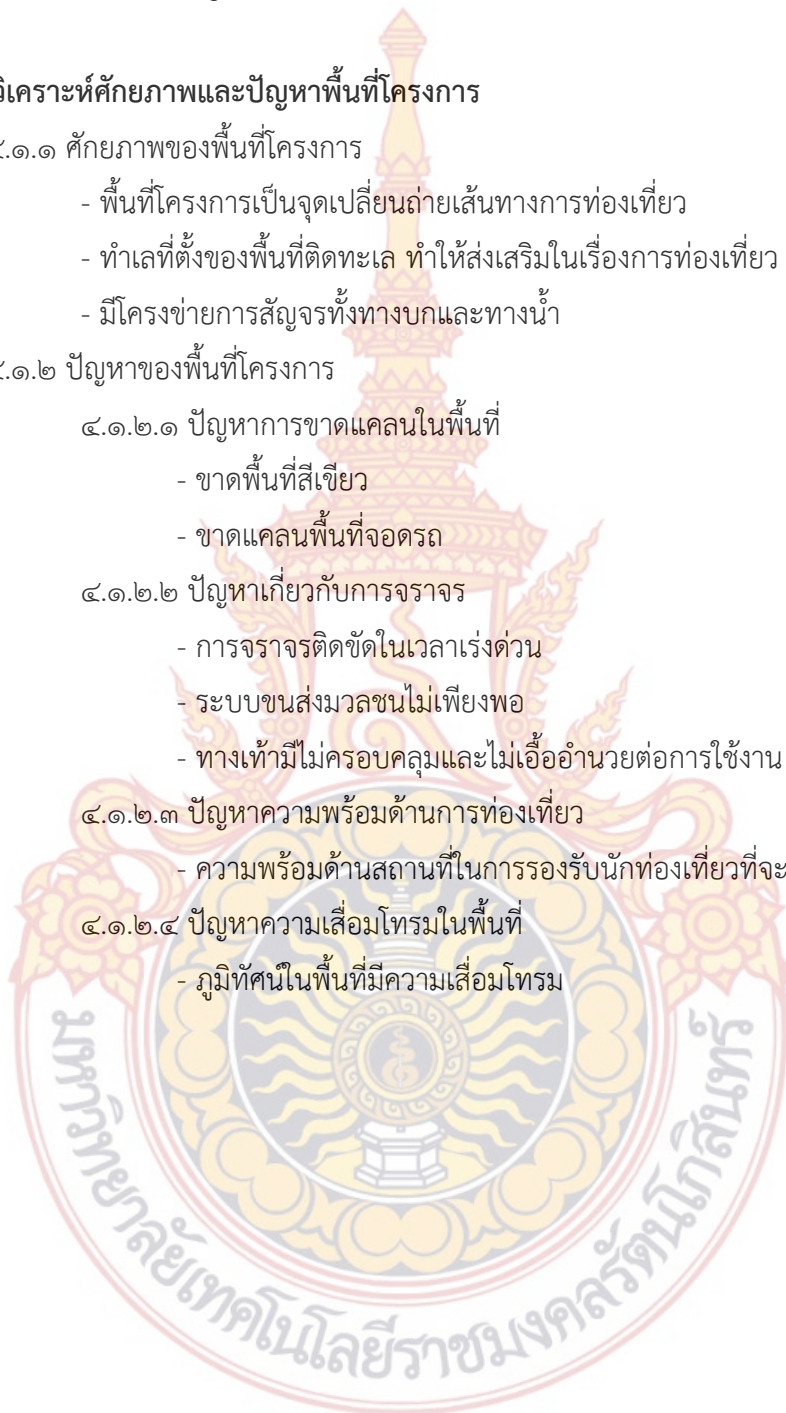 วิเคราะห์ศักยภาพและปัญหาพื้นที่โครงการ
๔.๑.๑ ศักยภาพของพื้นที่โครงการ
- พื้นที่โครงการเป็นจุดเปลี่ยนถ่ายเส้นทางการท่องเที่ยว
- ทำเลที่ตั้งของพื้นที่ติดทะเล ทำให้ส่งเสริมในเรื่องการท่องเที่ยว
- มีโครงข่ายการสัญจรทั้งทางบกและทางน้ำ
๔.๑.๒ ปัญหาของพื้นที่โครงการ
๔.๑.๒.๑ ปัญหาการขาดแคลนในพื้นที่
- ขาดพื้นที่สีเขียว
- ขาดแคลนพื้นที่จอดรถ
๔.๑.๒.๒ ปัญหาเกี่ยวกับการจราจร
- การจราจรติดขัดในเวลาเร่งด่วน
- ระบบขนส่งมวลชนไม่เพียงพอ
- ทางเท้ามีไม่ครอบคลุมและไม่เอื้ออำนวยต่อการใช้งาน
๔.๑.๒.๓ ปัญหาความพร้อมด้านการท่องเที่ยว
- ความพร้อมด้านสถานที่ในการรองรับนักท่องเที่ยวที่จะ
๔.๑.๒.๔ ปัญหาความเสื่อมโทรมในพื้นที่
- ภูมิทัศน์ในพื้นที่มีความเสื่อมโทรม
มหาวิทยาลัยเทคโนโลยีราชมงคลรัตนโกสินทร์